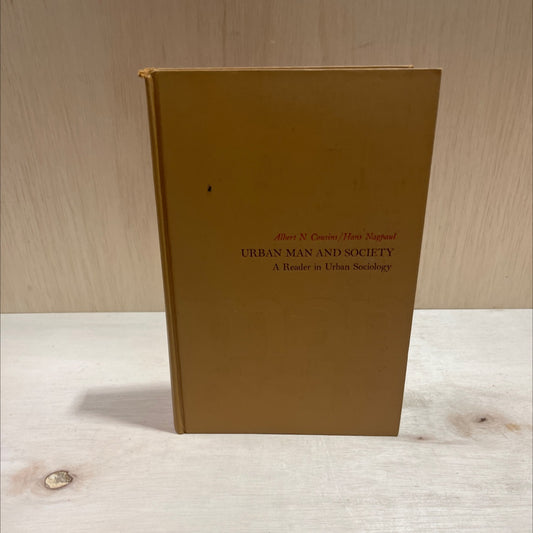 Albert N. Cousins/Hans Nagpaul
URBAN MAN AND SOCIETY
A Reader in Urban Sociology